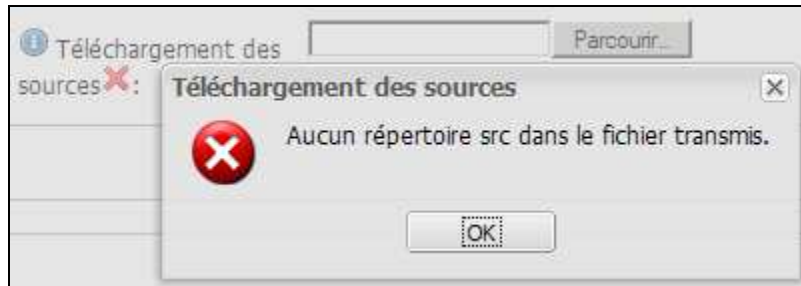 Téléchargement des
Parcourir...
sources :
Téléchargement des sources
Aucun répertoire src dans le fichier transmis.
OK